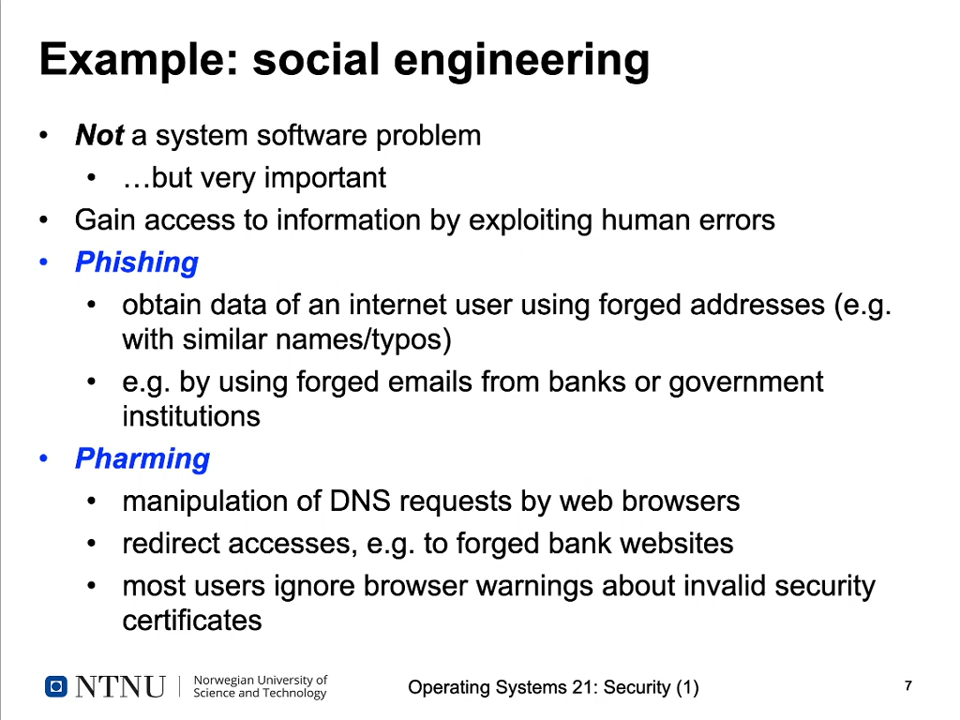 Example: social engineering
• Not a system software problem
• …but very important
• Gain access to information by exploiting human errors
• Phishing
• obtain data of an internet user using forged addresses (e.g.
with similar names/typos)
• e.g. by using forged emails from banks or government
institutions
• Pharming
• manipulation of DNS requests by web browsers
• redirect accesses, e.g. to forged bank websites
• most users ignore browser warnings about invalid security
certificates
NTNU
Norwegian University of
Science and Technology
Operating Systems 21: Security (1)
7